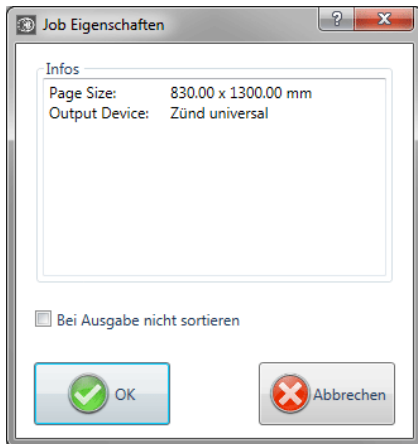 Job Eigenschaften
?
Infos
Page Size: 830.00 x 1300.00 mm
Output Device: Zünd universal
Bei Ausgabe nicht sortieren
OK Abbrechen